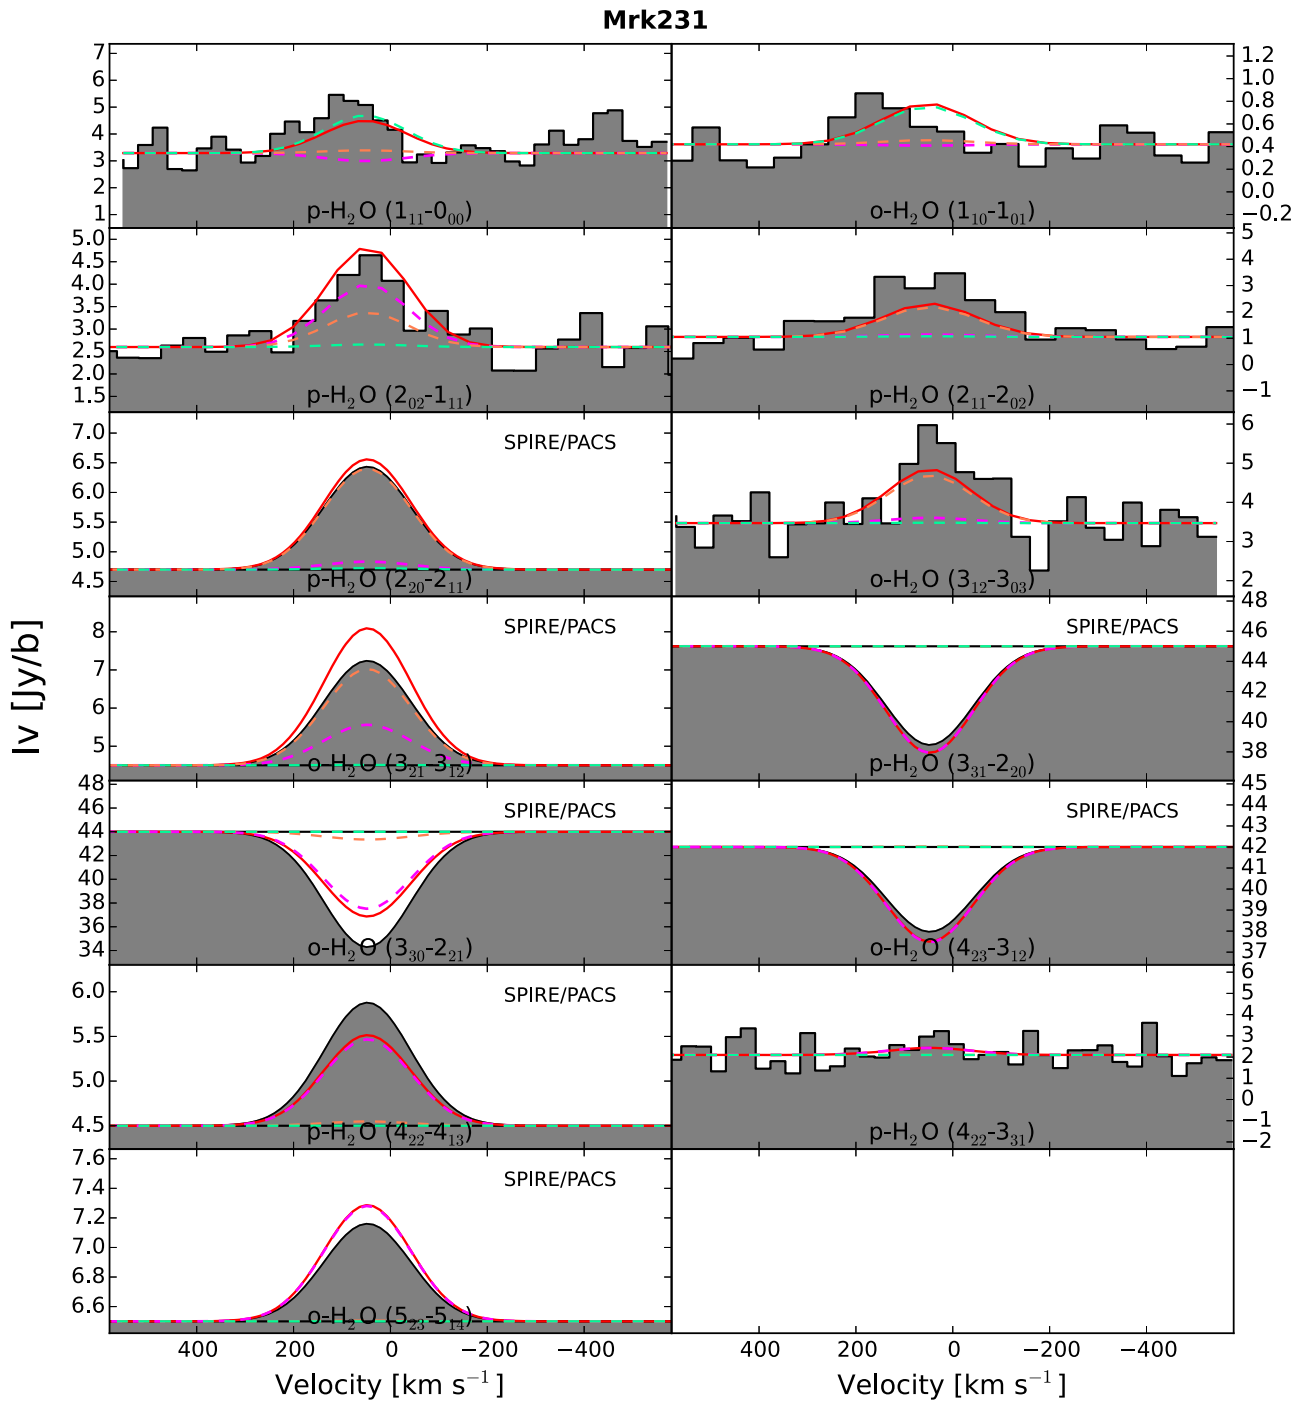 Mrk231
7 6 5 4 3 2 1
p-H₂O (1₁₁-0₀₀)
1.2 1.0 0.8 0.6 0.4 0.2 0.0 −0.2
o-H₂O (1₁₀-1₀₁)
5.0 4.5 4.0 3.5 3.0 2.5 2.0 1.5
p-H₂O (2₀₂-1₁₁)
5 4 3 2 1 0 −1
p-H₂O (2₁₁-2₀₂)
7.0 6.5 6.0 5.5 5.0 4.5
SPIRE/PACS
p-H₂O (2₂₀-2₁₁)
6 5 4 3 2
o-H₂O (3₁₂-3₀₃)
Iν [Jy/b]
8 7 6 5
SPIRE/PACS
o-H₂O (3₂₁-3₁₂)
48 46 44 42 40 38
SPIRE/PACS
p-H₂O (3₃₁-2₂₀)
48 46 44 42 40 38 36 34
SPIRE/PACS
o-H₂O (3₃₀-2₂₁)
45 44 43 42 41 40 39 38 37
SPIRE/PACS
o-H₂O (4₂₃-3₁₂)
6.0 5.5 5.0 4.5
SPIRE/PACS
p-H₂O (4₂₂-4₁₃)
6 5 4 3 2 1 0 −1 −2
p-H₂O (4₂₂-3₃₁)
7.6 7.4 7.2 7.0 6.8 6.6
SPIRE/PACS
o-H₂O (5₂₃-5₁₄)
400 200 0 −200 −400
Velocity [km s⁻¹]
400 200 0 −200 −400
Velocity [km s⁻¹]